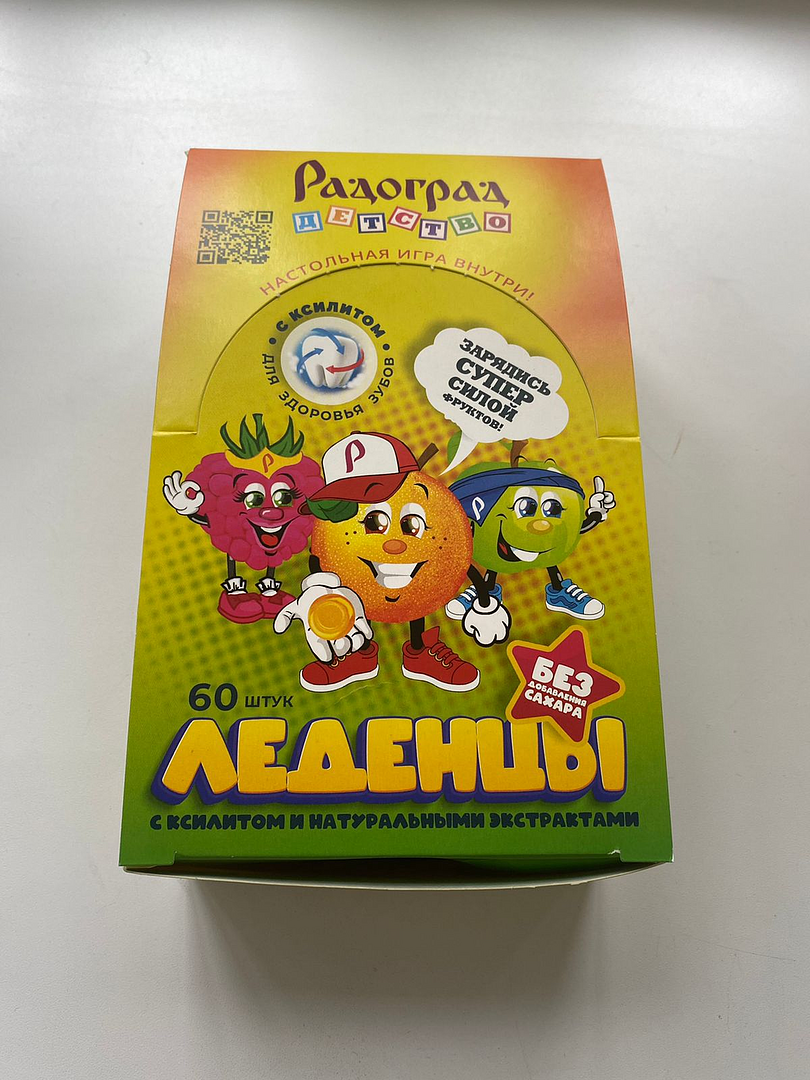 Радоград
ДЕТСТВО
НАСТОЛЬНАЯ ИГРА ВНУТРИ!
• С КСИЛИТОМ •
ДЛЯ ЗДОРОВЬЯ ЗУБОВ
ЗАРЯДИСЬ
СУПЕР
СИЛОЙ
ФРУКТОВ!
Р
Р
Р
БЕЗ
ДОБАВЛЕНИЯ
САХАРА
60 ШТУК
ЛЕДЕНЦЫ
С КСИЛИТОМ И НАТУРАЛЬНЫМИ ЭКСТРАКТАМИ